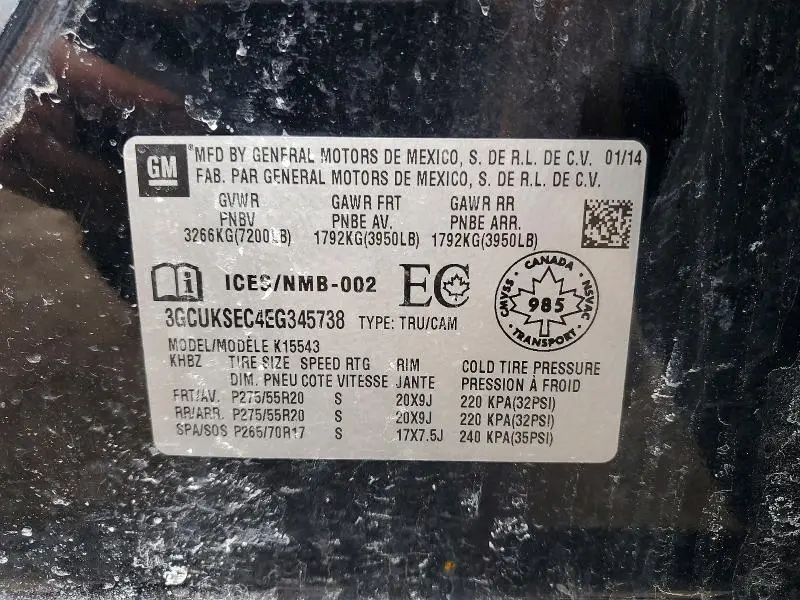 GM
®MFD BY GENERAL MOTORS DE MEXICO, S. DE R.L. DE C.V. 01/14
FAB. PAR GENERAL MOTORS DE MEXICO, S. DE R.L. DE C.V.
GVWR GAWR FRT GAWR RR
PNBV PNBE AV. PNBE ARR.
3266KG(7200LB) 1792KG(3950LB) 1792KG(3950LB)
i ICES/NMB-002 EC
CANADA
CMVSS 985 NSVAC
TRANSPORT
3GCUKSEC4EG345738 TYPE: TRU/CAM
MODEL/MODÈLE K15543
KHBZ TIRE SIZE SPEED RTG RIM COLD TIRE PRESSURE
DIM. PNEU COTE VITESSE JANTE PRESSION À FROID
FRT/AV. P275/55R20 S 20X9J 220 KPA(32PSI)
RR/ARR. P275/55R20 S 20X9J 220 KPA(32PSI)
SPA/SOS P265/70R17 S 17X7.5J 240 KPA(35PSI)